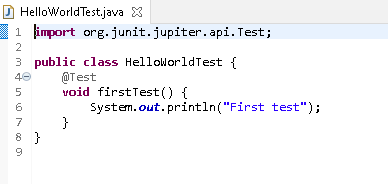 HelloWorldTest.java
1 import org.junit.jupiter.api.Test;
2
3 public class HelloWorldTest {
4 @Test
5 void firstTest() {
6 System.out.println("First test");
7 }
8 }
9